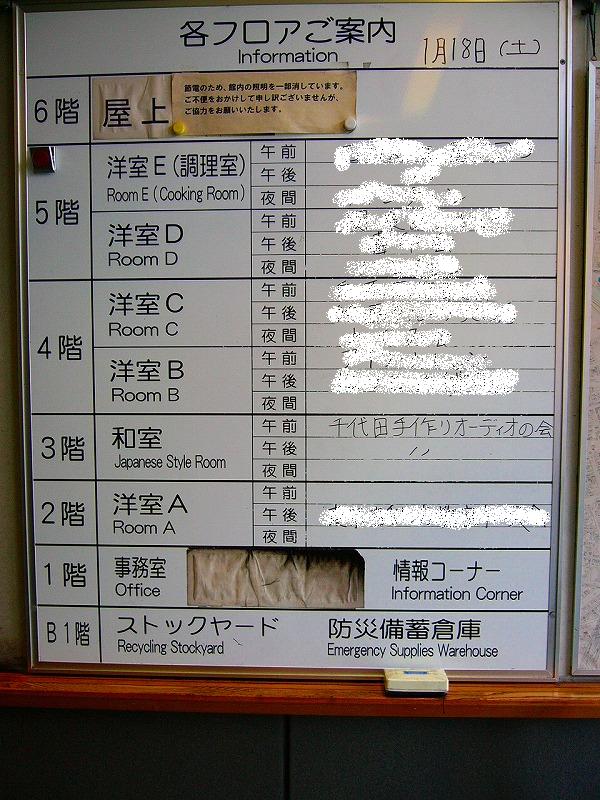 各フロアご案内
Information
1月18日(土)
6階
屋上
節電のため、館内の照明を一部消しています。
ご不便をおかけして申し訳ございませんが、
ご協力をお願いいたします。
5階
洋室E(調理室)
Room E (Cooking Room)
午前
午後
夜間
洋室D
Room D
午前
午後
夜間
4階
洋室C
Room C
午前
午後
夜間
洋室B
Room B
午前
午後
夜間
3階
和室
Japanese Style Room
午前 千代田手作りオーディオの会
午後 〃
夜間
2階
洋室A
Room A
午前
午後
夜間
1階
事務室
Office
情報コーナー
Information Corner
B1階
ストックヤード
Recycling Stockyard
防災備蓄倉庫
Emergency Supplies Warehouse